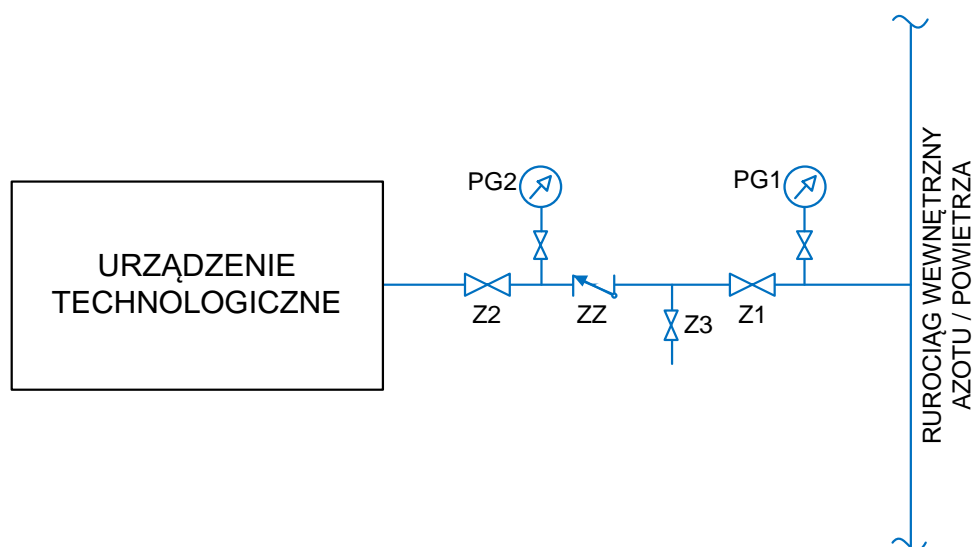 URZĄDZENIE
TECHNOLOGICZNE
PG2
PG1
Z2
ZZ
Z3
Z1
RUROCIĄG WEWNĘTRZNY
AZOTU / POWIETRZA